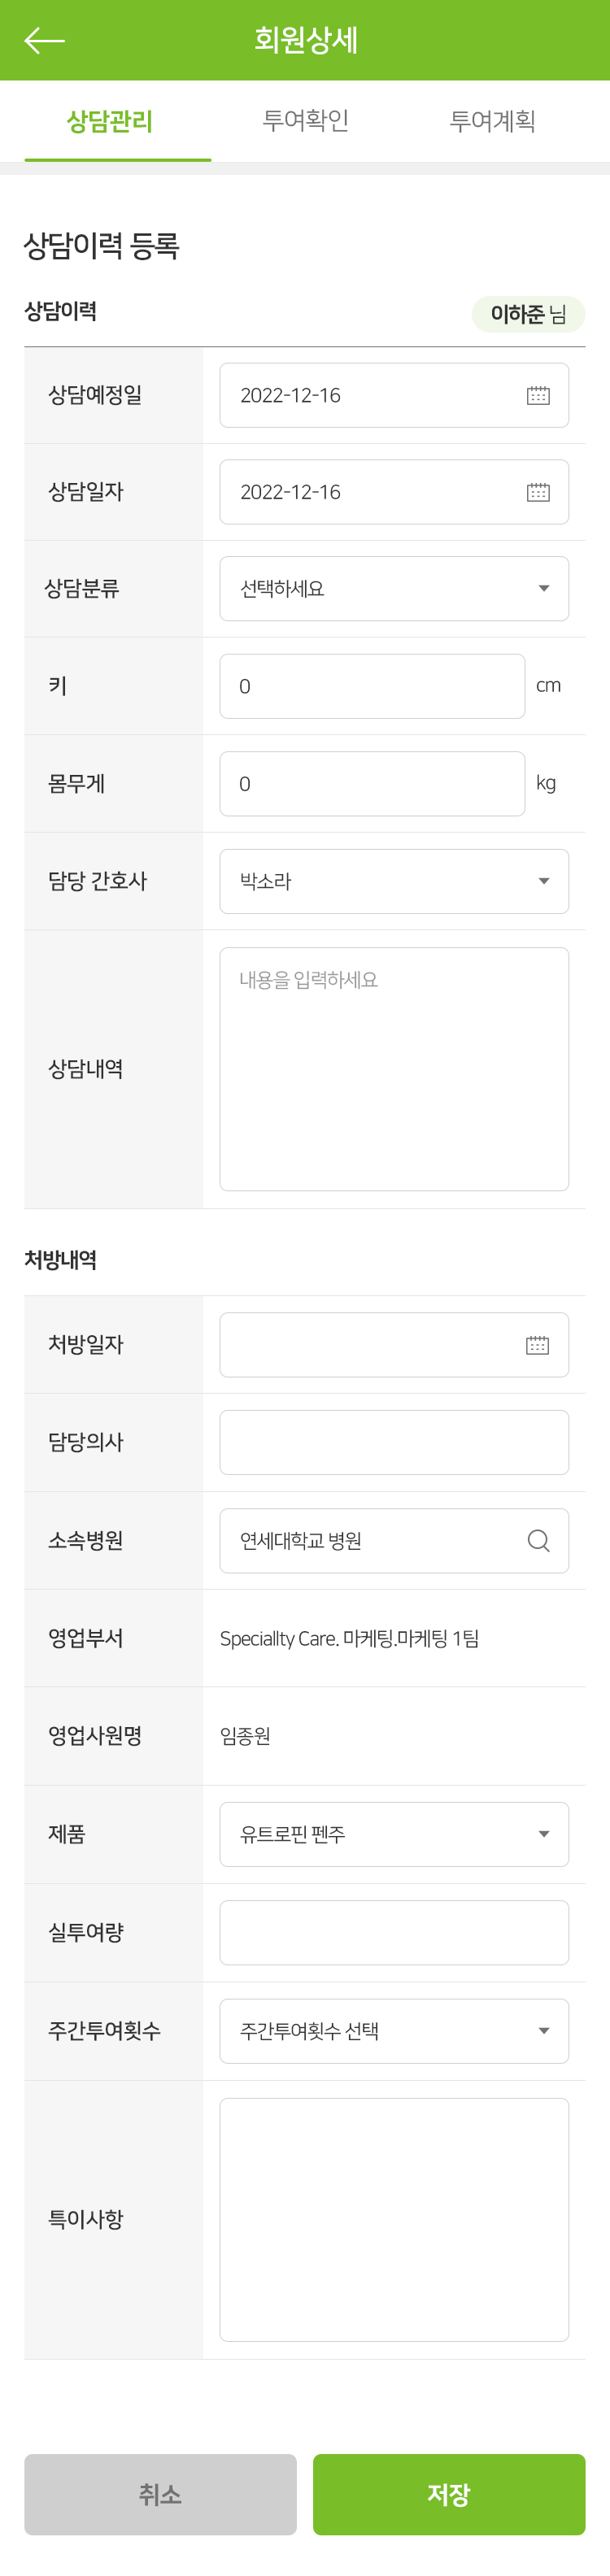 회원상세
상담관리 투여확인 투여계획
상담이력 등록
상담이력 이하준 님
상담예정일 2022-12-16
상담일자 2022-12-16
상담분류 선택하세요
키 0 cm
몸무게 0 kg
담당 간호사 박소라
상담내역 내용을 입력하세요
처방내역
처방일자
담당의사
소속병원 연세대학교 병원
영업부서 SpeciallIty Care. 마케팅.마케팅 1팀
영업사원명 임종원
제품 유트로핀 펜주
실투여량
주간투여횟수 주간투여횟수 선택
특이사항
취소 저장